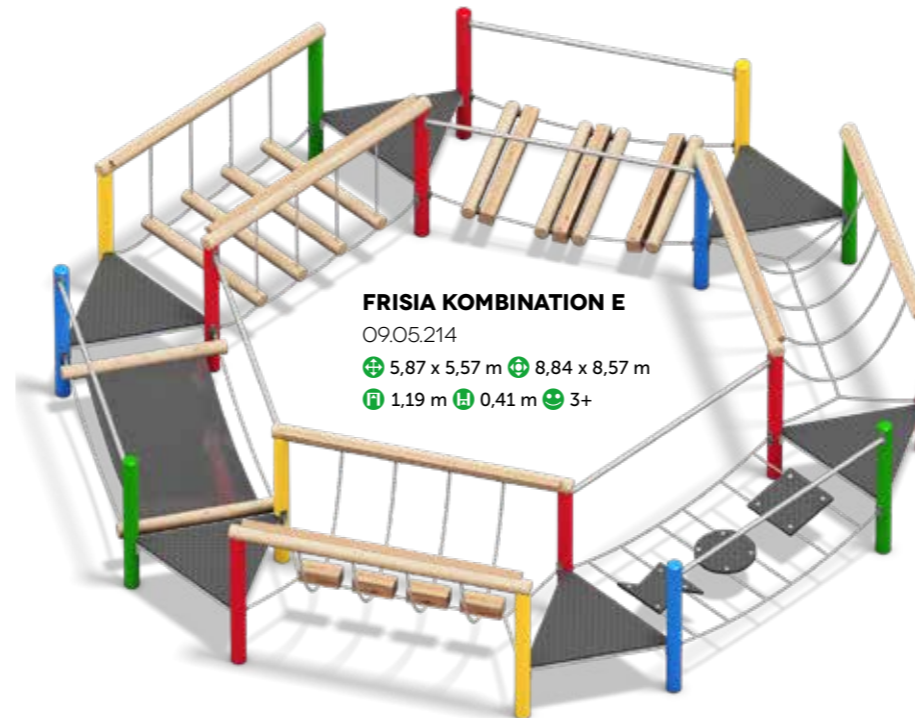 FRISIA KOMBINATION E
09.05.214
5,87 x 5,57 m 8,84 x 8,57 m
1,19 m 0,41 m 3+